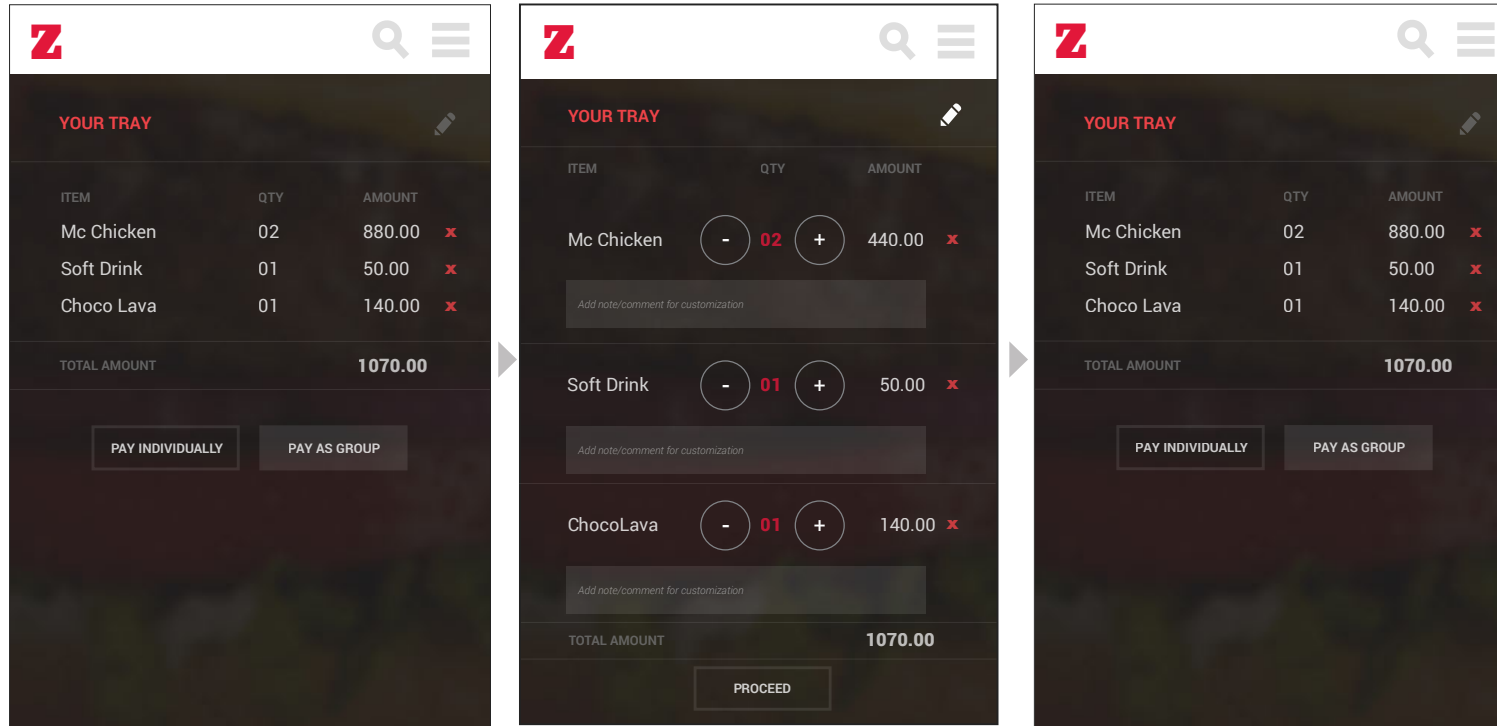 Z
YOUR TRAY
ITEM QTY AMOUNT
Mc Chicken 02 880.00 x
Soft Drink 01 50.00 x
Choco Lava 01 140.00 x
TOTAL AMOUNT 1070.00
PAY INDIVIDUALLY PAY AS GROUP
Z
YOUR TRAY
ITEM QTY AMOUNT
Mc Chicken - 02 + 440.00 x
Add note/comment for customization
Soft Drink - 01 + 50.00 x
Add note/comment for customization
ChocoLava - 01 + 140.00 x
Add note/comment for customization
TOTAL AMOUNT 1070.00
PROCEED
Z
YOUR TRAY
ITEM QTY AMOUNT
Mc Chicken 02 880.00 x
Soft Drink 01 50.00 x
Choco Lava 01 140.00 x
TOTAL AMOUNT 1070.00
PAY INDIVIDUALLY PAY AS GROUP